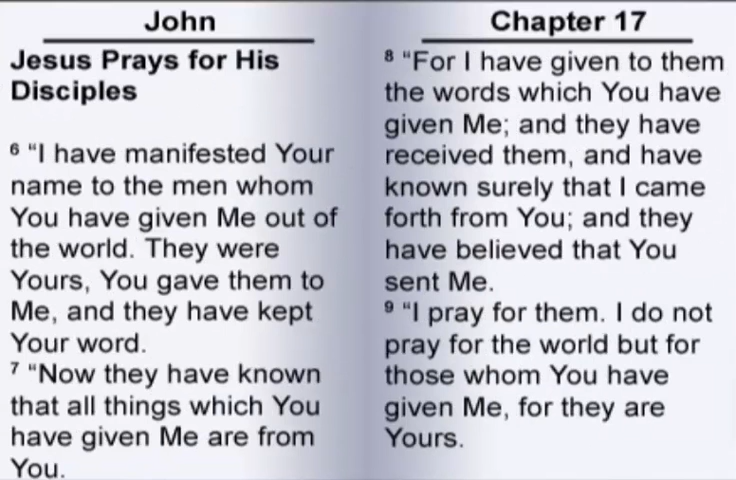 John
Jesus Prays for His
Disciples
⁶ “I have manifested Your
name to the men whom
You have given Me out of
the world. They were
Yours, You gave them to
Me, and they have kept
Your word.
⁷ “Now they have known
that all things which You
have given Me are from
You.
Chapter 17
⁸ “For I have given to them
the words which You have
given Me; and they have
received them, and have
known surely that I came
forth from You; and they
have believed that You
sent Me.
⁹ “I pray for them. I do not
pray for the world but for
those whom You have
given Me, for they are
Yours.